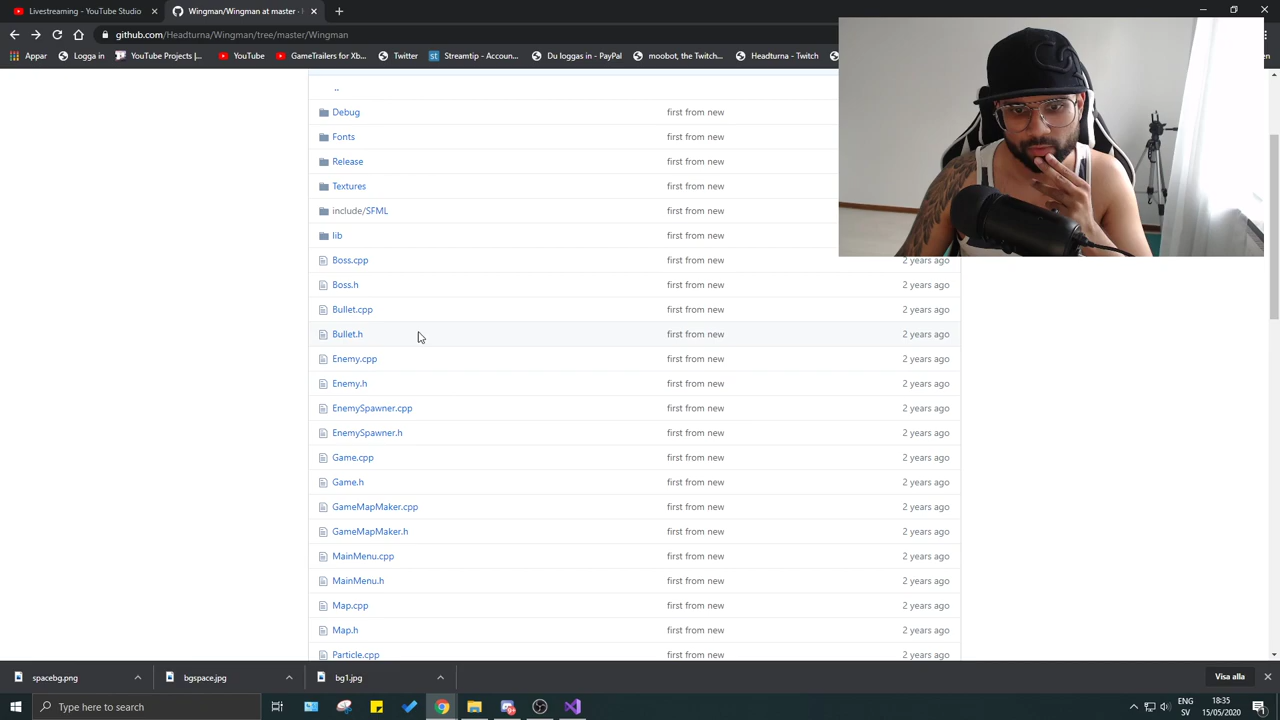 Livestreaming - YouTube Studio
Wingman/Wingman at master ·
github.com/Headturna/Wingman/tree/master/Wingman
Appar
YouTube Projects |...
YouTube
GameTrailers for Xb...
Twitter
Streamtip - Accoun...
Du loggas in - PayPal
moobot, the Twitch...
Headturna - Twitch
..
Debug first from new
Fonts first from new
Release first from new
Textures first from new
include/SFML first from new
lib first from new
Boss.cpp first from new 2 years ago
Boss.h first from new 2 years ago
Bullet.cpp first from new 2 years ago
Bullet.h first from new 2 years ago
Enemy.cpp first from new 2 years ago
Enemy.h first from new 2 years ago
EnemySpawner.cpp first from new 2 years ago
EnemySpawner.h first from new 2 years ago
Game.cpp first from new 2 years ago
Game.h first from new 2 years ago
GameMapMaker.cpp first from new 2 years ago
GameMapMaker.h first from new 2 years ago
MainMenu.cpp first from new 2 years ago
MainMenu.h first from new 2 years ago
Map.cpp first from new 2 years ago
Map.h first from new 2 years ago
Particle.cpp first from new 2 years ago
spacebg.png
bgspace.jpg
bg1.jpg
Visa alla
Type here to search
ENG
SV
18:35
15/05/2020